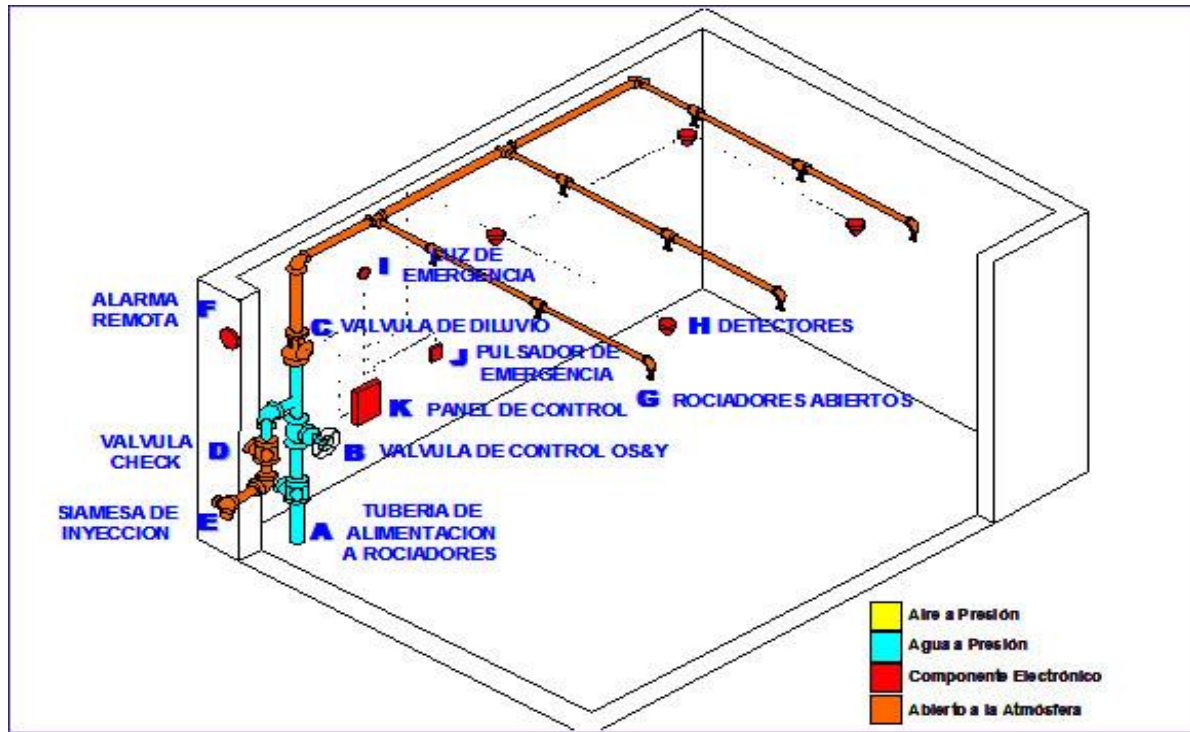 I LUZ DE
EMERGENCIA
ALARMA
REMOTA
F
C VALVULA DE DILUVIO
H DETECTORES
J PULSADOR DE
EMERGENCIA
K PANEL DE CONTROL
G ROCIADORES ABIERTOS
VALVULA
CHECK
D
B VALVULA DE CONTROL OS&Y
SIAMESA DE
INYECCION
E
A TUBERIA DE
ALIMENTACION
A ROCIADORES
Aire a Presión
Agua a Presión
Componente Electrónico
Abierto a la Atmósfera